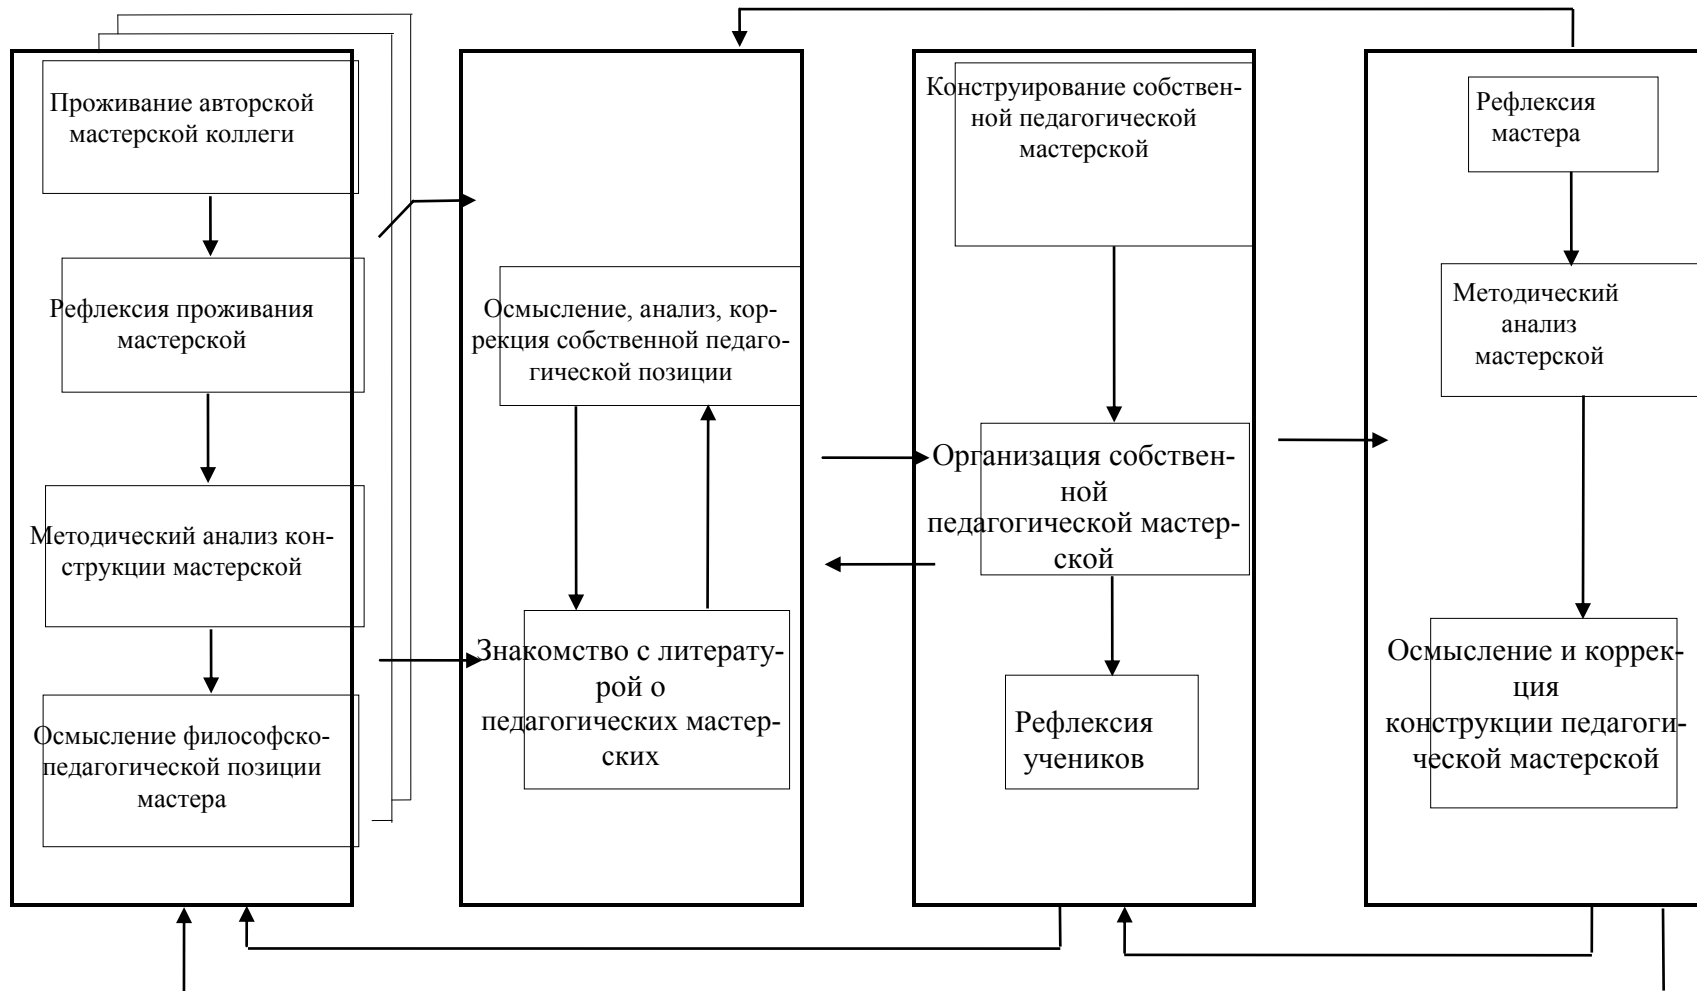 Проживание авторской
мастерской коллеги
Рефлексия проживания
мастерской
Методический анализ кон-
струкции мастерской
Осмысление философско-
педагогической позиции
мастера
Осмысление, анализ, кор-
рекция собственной педаго-
гической позиции
Знакомство с литерату-
рой о
педагогических мастер-
ских
Конструирование собствен-
ной педагогической
мастерской
Организация собствен-
ной
педагогической мастер-
ской
Рефлексия
учеников
Рефлексия
мастера
Методический
анализ
мастерской
Осмысление и коррек-
ция
конструкции педагоги-
ческой мастерской